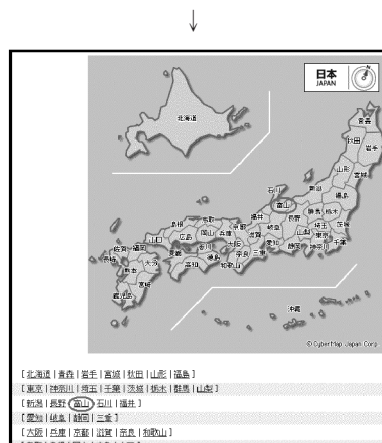 日本
JAPAN
北海道
青森
秋田
岩手
山形
宮城
石川
新潟
福島
富山
福井
長野
群馬
栃木
鳥取
京都
岐阜
埼玉
茨城
島根
岡山
兵庫
滋賀
山梨
東京
山口
広島
大阪
愛知
静岡
神奈川
千葉
佐賀
福岡
香川
奈良
三重
長崎
大分
愛媛
徳島
和歌山
熊本
高知
宮崎
鹿児島
沖縄
© CyberMap Japan Corp.
[ 北海道 | 青森 | 岩手 | 宮城 | 秋田 | 山形 | 福島 ]
[ 東京 | 神奈川 | 埼玉 | 千葉 | 茨城 | 栃木 | 群馬 | 山梨 ]
[ 新潟 | 長野 | 富山 | 石川 | 福井 ]
[ 愛知 | 岐阜 | 静岡 | 三重 ]
[ 大阪 | 兵庫 | 京都 | 滋賀 | 奈良 | 和歌山 ]